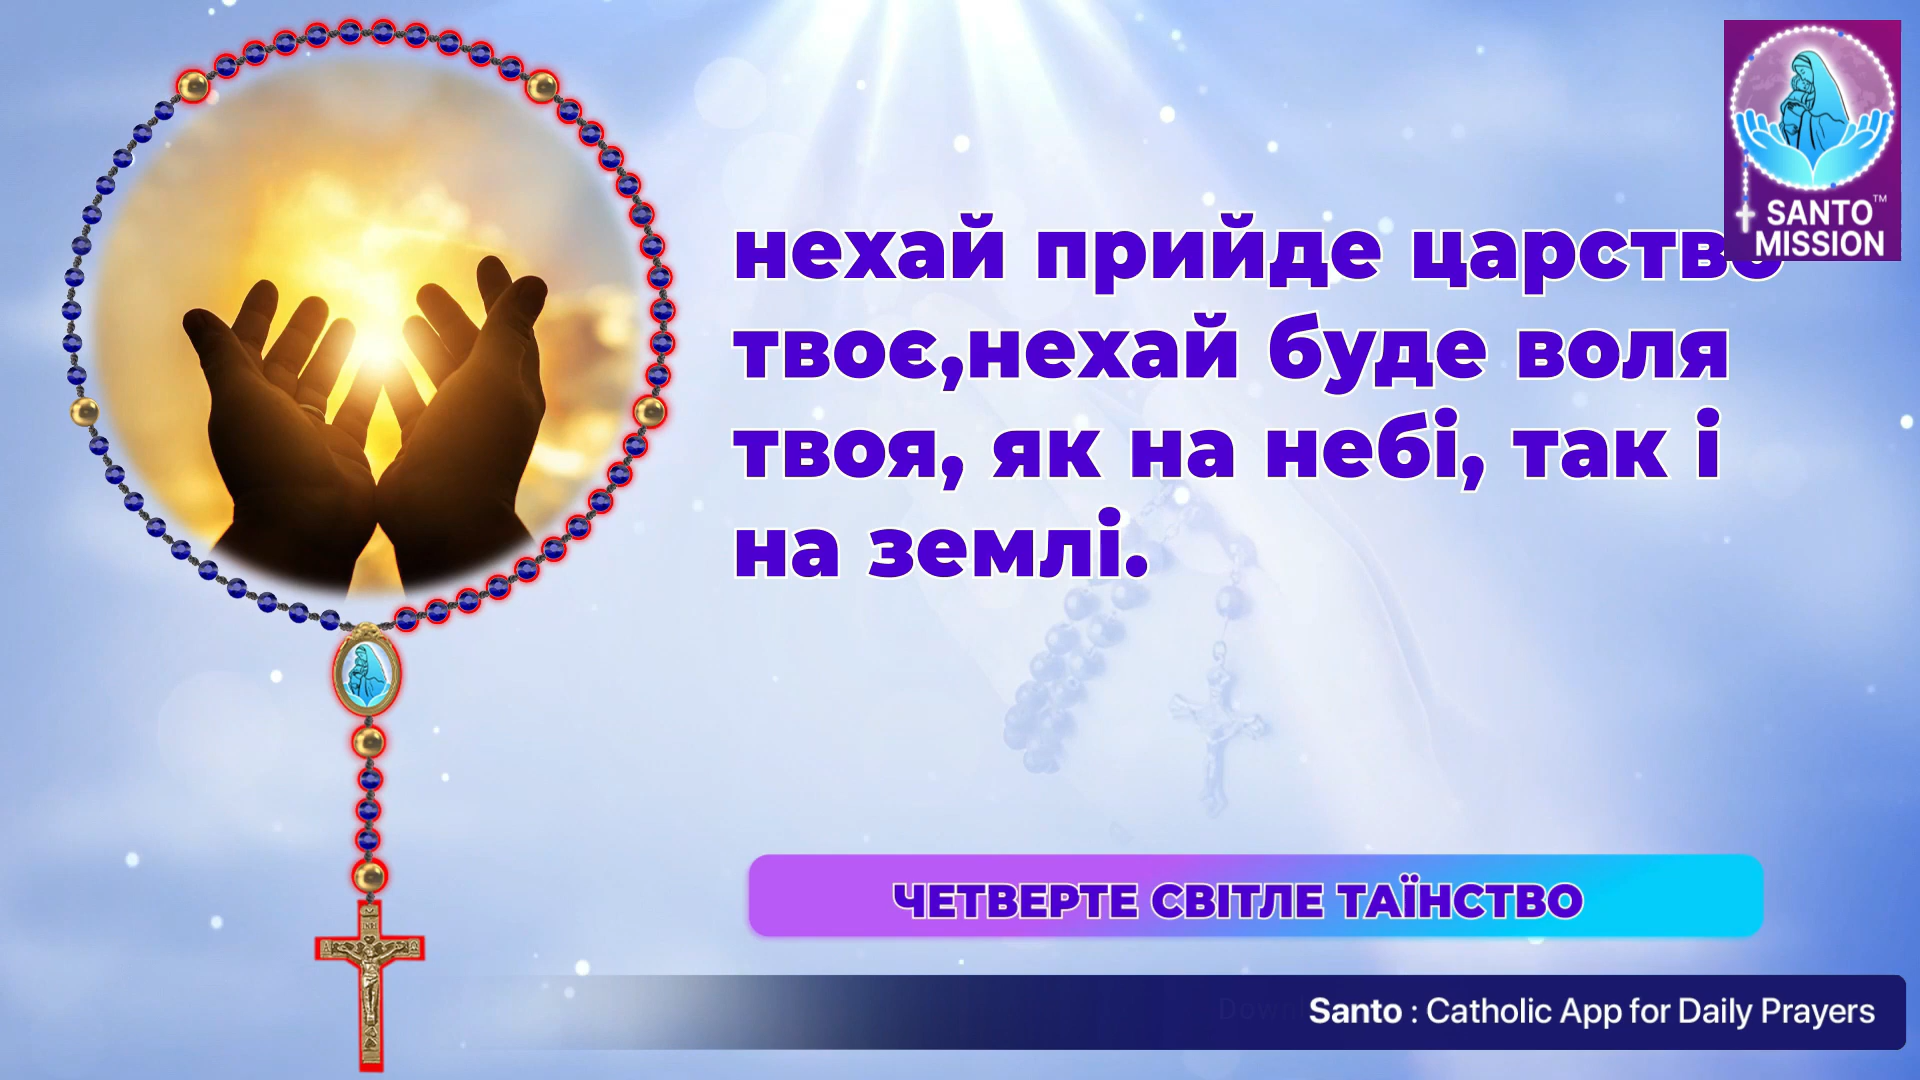 SANTO™
MISSION
нехай прийде царство
твоє,нехай буде воля
твоя, як на небі, так і
на землі.
ЧЕТВЕРТЕ СВІТЛЕ ТАЇНСТВО
Santo : Catholic App for Daily Prayers